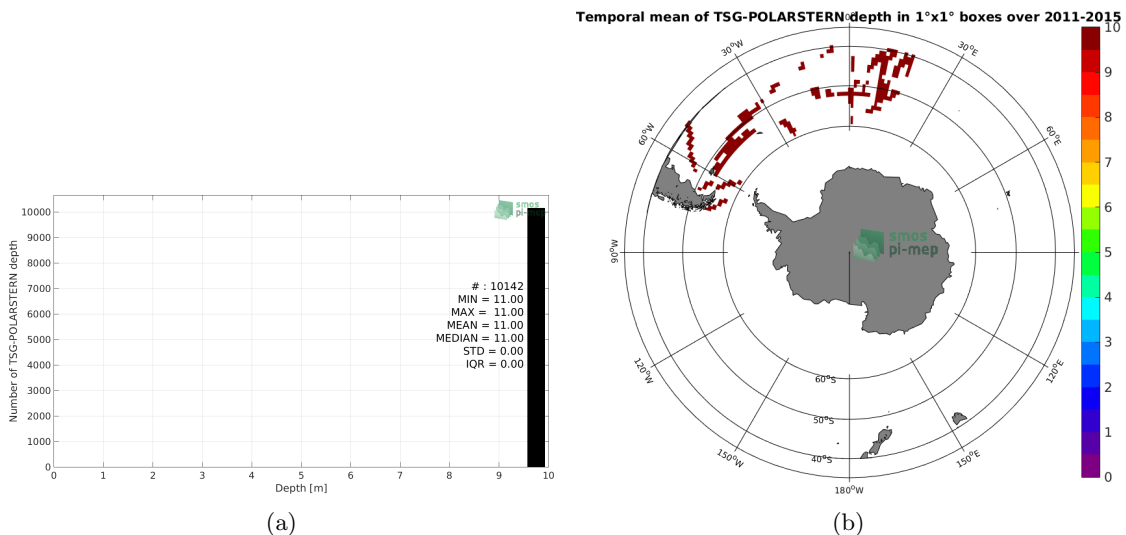 Number of TSG-POLARSTERN depth
10000
9000
8000
7000
6000
5000
4000
3000
2000
1000
0
smos
pi-mep
# : 10142
MIN = 11.00
MAX =  11.00
MEAN = 11.00
MEDIAN = 11.00
STD = 0.00
IQR = 0.00
0 1 2 3 4 5 6 7 8 9 10
Depth [m]
(a)
Temporal mean of TSG-POLARSTERN depth in 1°x1° boxes over 2011-2015
0°
30°W
30°E
60°W
60°E
90°W
smos
pi-mep
120°W
120°E
60°S
50°S
150°W
150°E
40°S
180°W
10
9
8
7
6
5
4
3
2
1
0
(b)